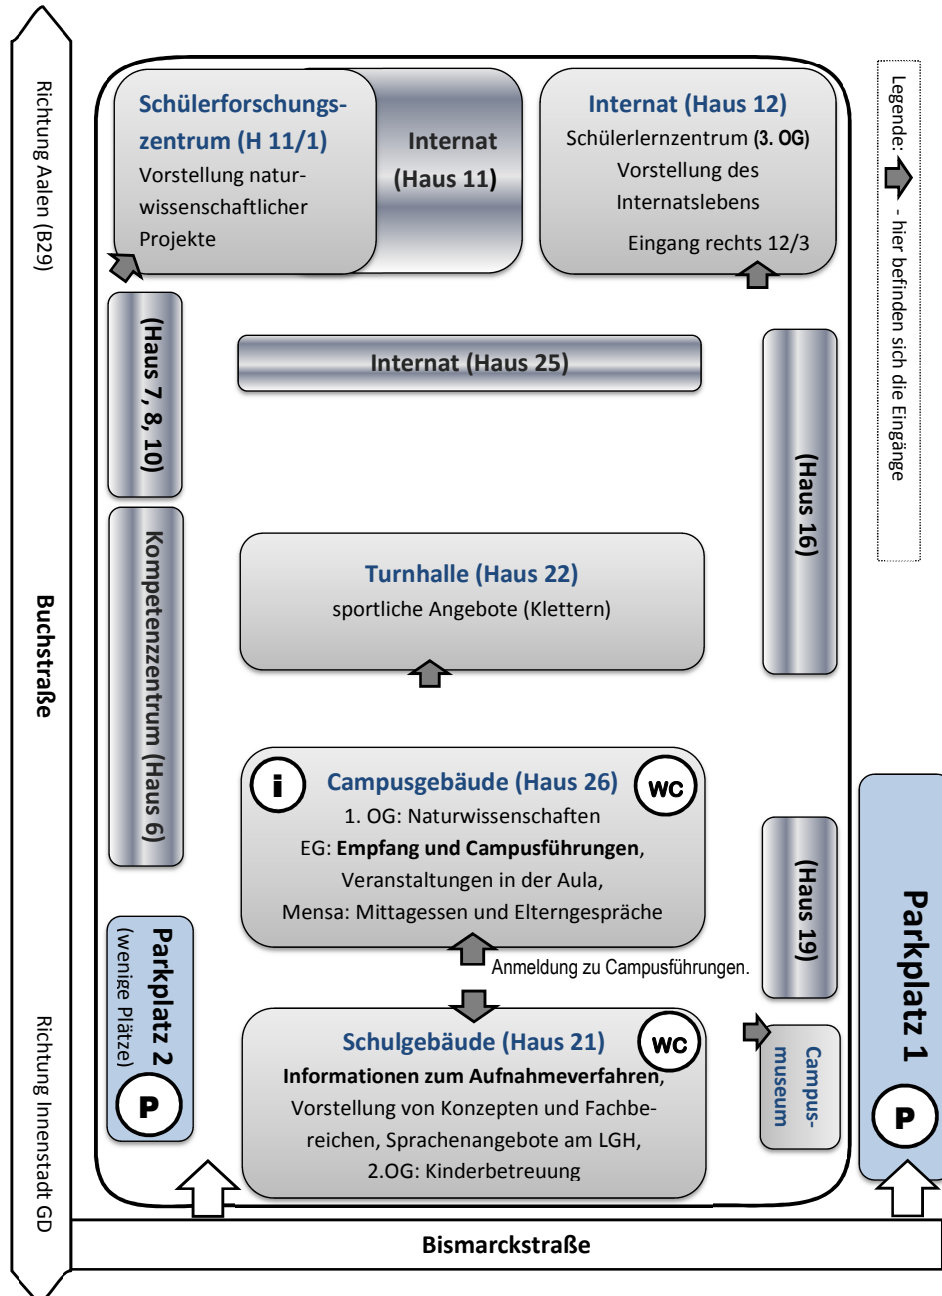 Richtung Aalen (B29)
Buchstraße
Richtung Innenstadt GD
Schülerforschungs-
zentrum (H 11/1)
Vorstellung natur-
wissenschaftlicher
Projekte
Internat
(Haus 11)
Internat (Haus 12)
Schülerlernzentrum (3. OG)
Vorstellung des
Internatslebens
Eingang rechts 12/3
Legende:
- hier befinden sich die Eingänge
(Haus 7, 8, 10)
Internat (Haus 25)
(Haus 16)
Kompetenzzentrum (Haus 6)
Turnhalle (Haus 22)
sportliche Angebote (Klettern)
i
Campusgebäude (Haus 26)
WC
1. OG: Naturwissenschaften
EG: Empfang und Campusführungen,
Veranstaltungen in der Aula,
Mensa: Mittagessen und Elterngespräche
(Haus 19)
Parkplatz 1
P
Parkplatz 2
(wenige Plätze)
P
Anmeldung zu Campusführungen.
Schulgebäude (Haus 21)
WC
Informationen zum Aufnahmeverfahren,
Vorstellung von Konzepten und Fachbe-
reichen, Sprachenangebote am LGH,
2.OG: Kinderbetreuung
Campus-
museum
Bismarckstraße